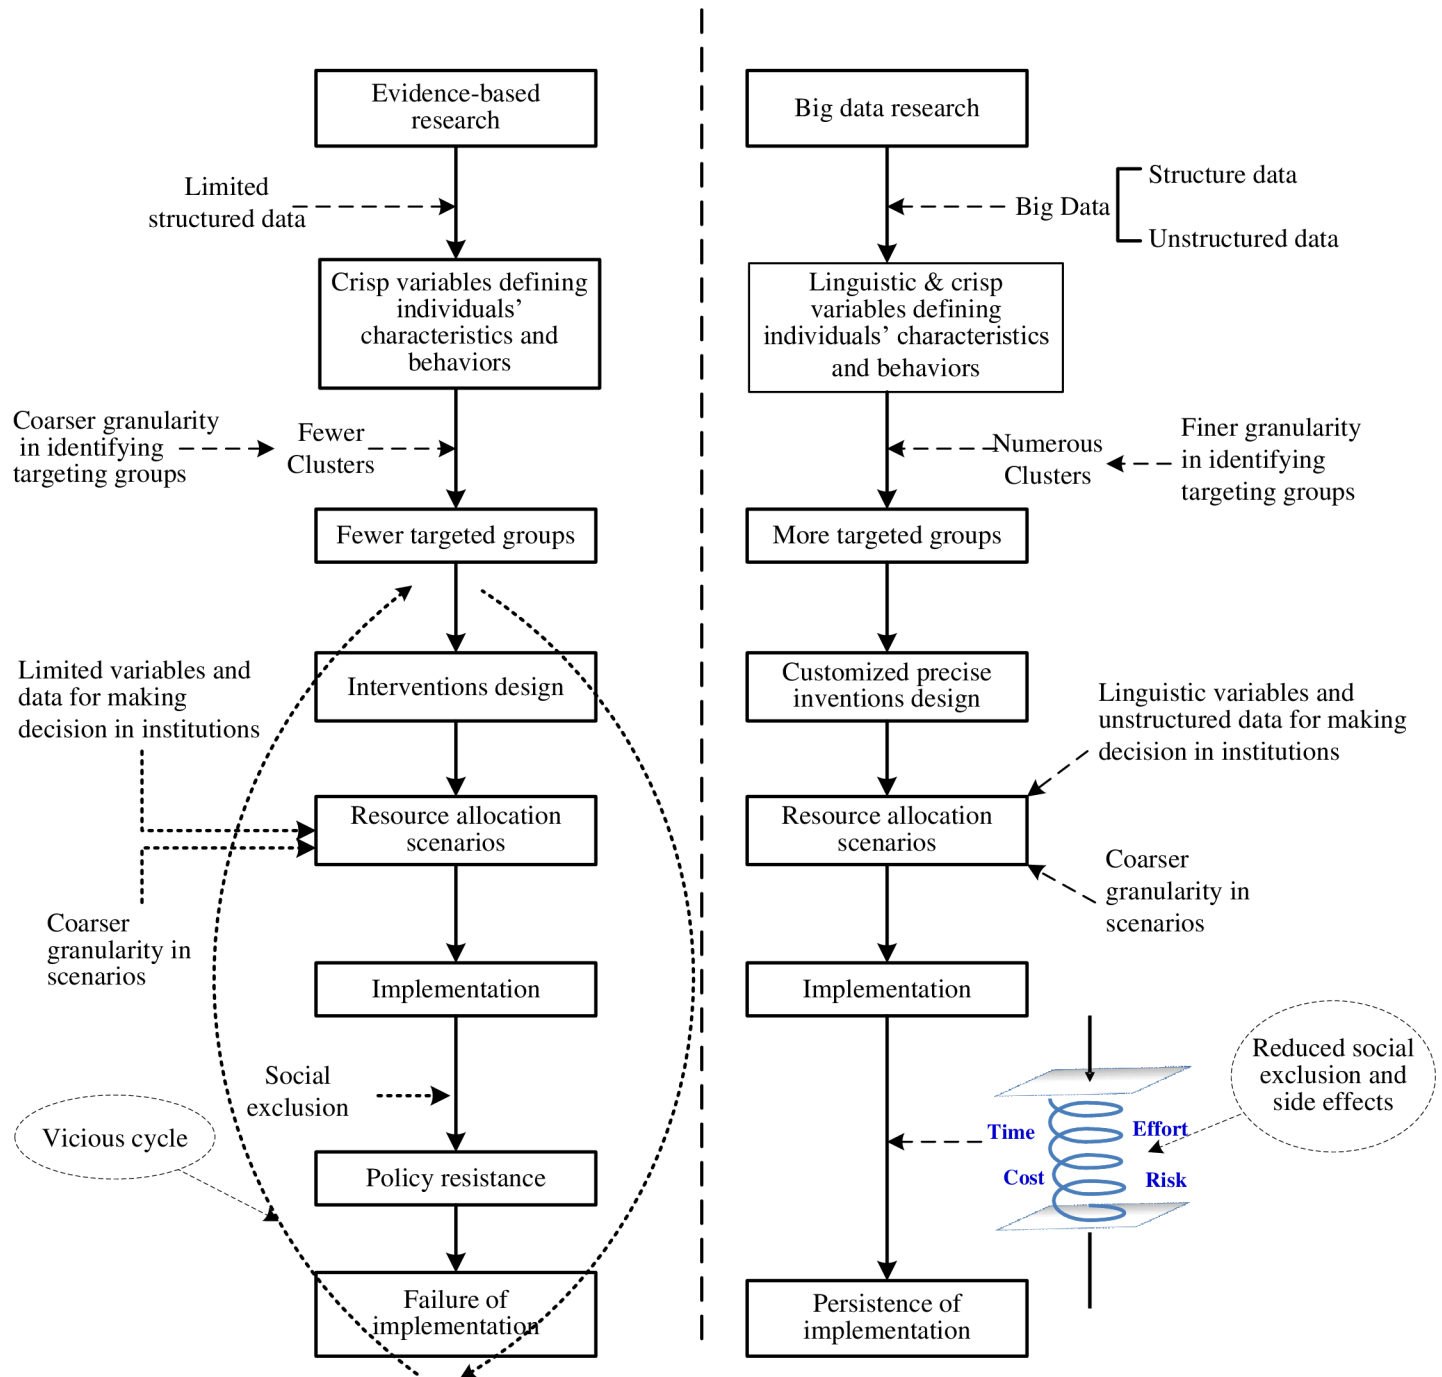 Evidence-based
research
Limited
structured data
Crisp variables defining
individuals’
characteristics and
behaviors
Coarser granularity
in identifying
targeting groups
Fewer
Clusters
Fewer targeted groups
Limited variables and
data for making
decision in institutions
Interventions design
Resource allocation
scenarios
Coarser
granularity in
scenarios
Implementation
Social
exclusion
Vicious cycle
Policy resistance
Failure of
implementation
Big data research
Big Data
Structure data
Unstructured data
Linguistic & crisp
variables defining
individuals’ characteristics
and behaviors
Numerous
Clusters
Finer granularity
in identifying
targeting groups
More targeted groups
Customized precise
inventions design
Linguistic variables and
unstructured data for making
decision in institutions
Resource allocation
scenarios
Coarser
granularity in
scenarios
Implementation
Reduced social
exclusion and
side effects
Time
Effort
Cost
Risk
Persistence of
implementation